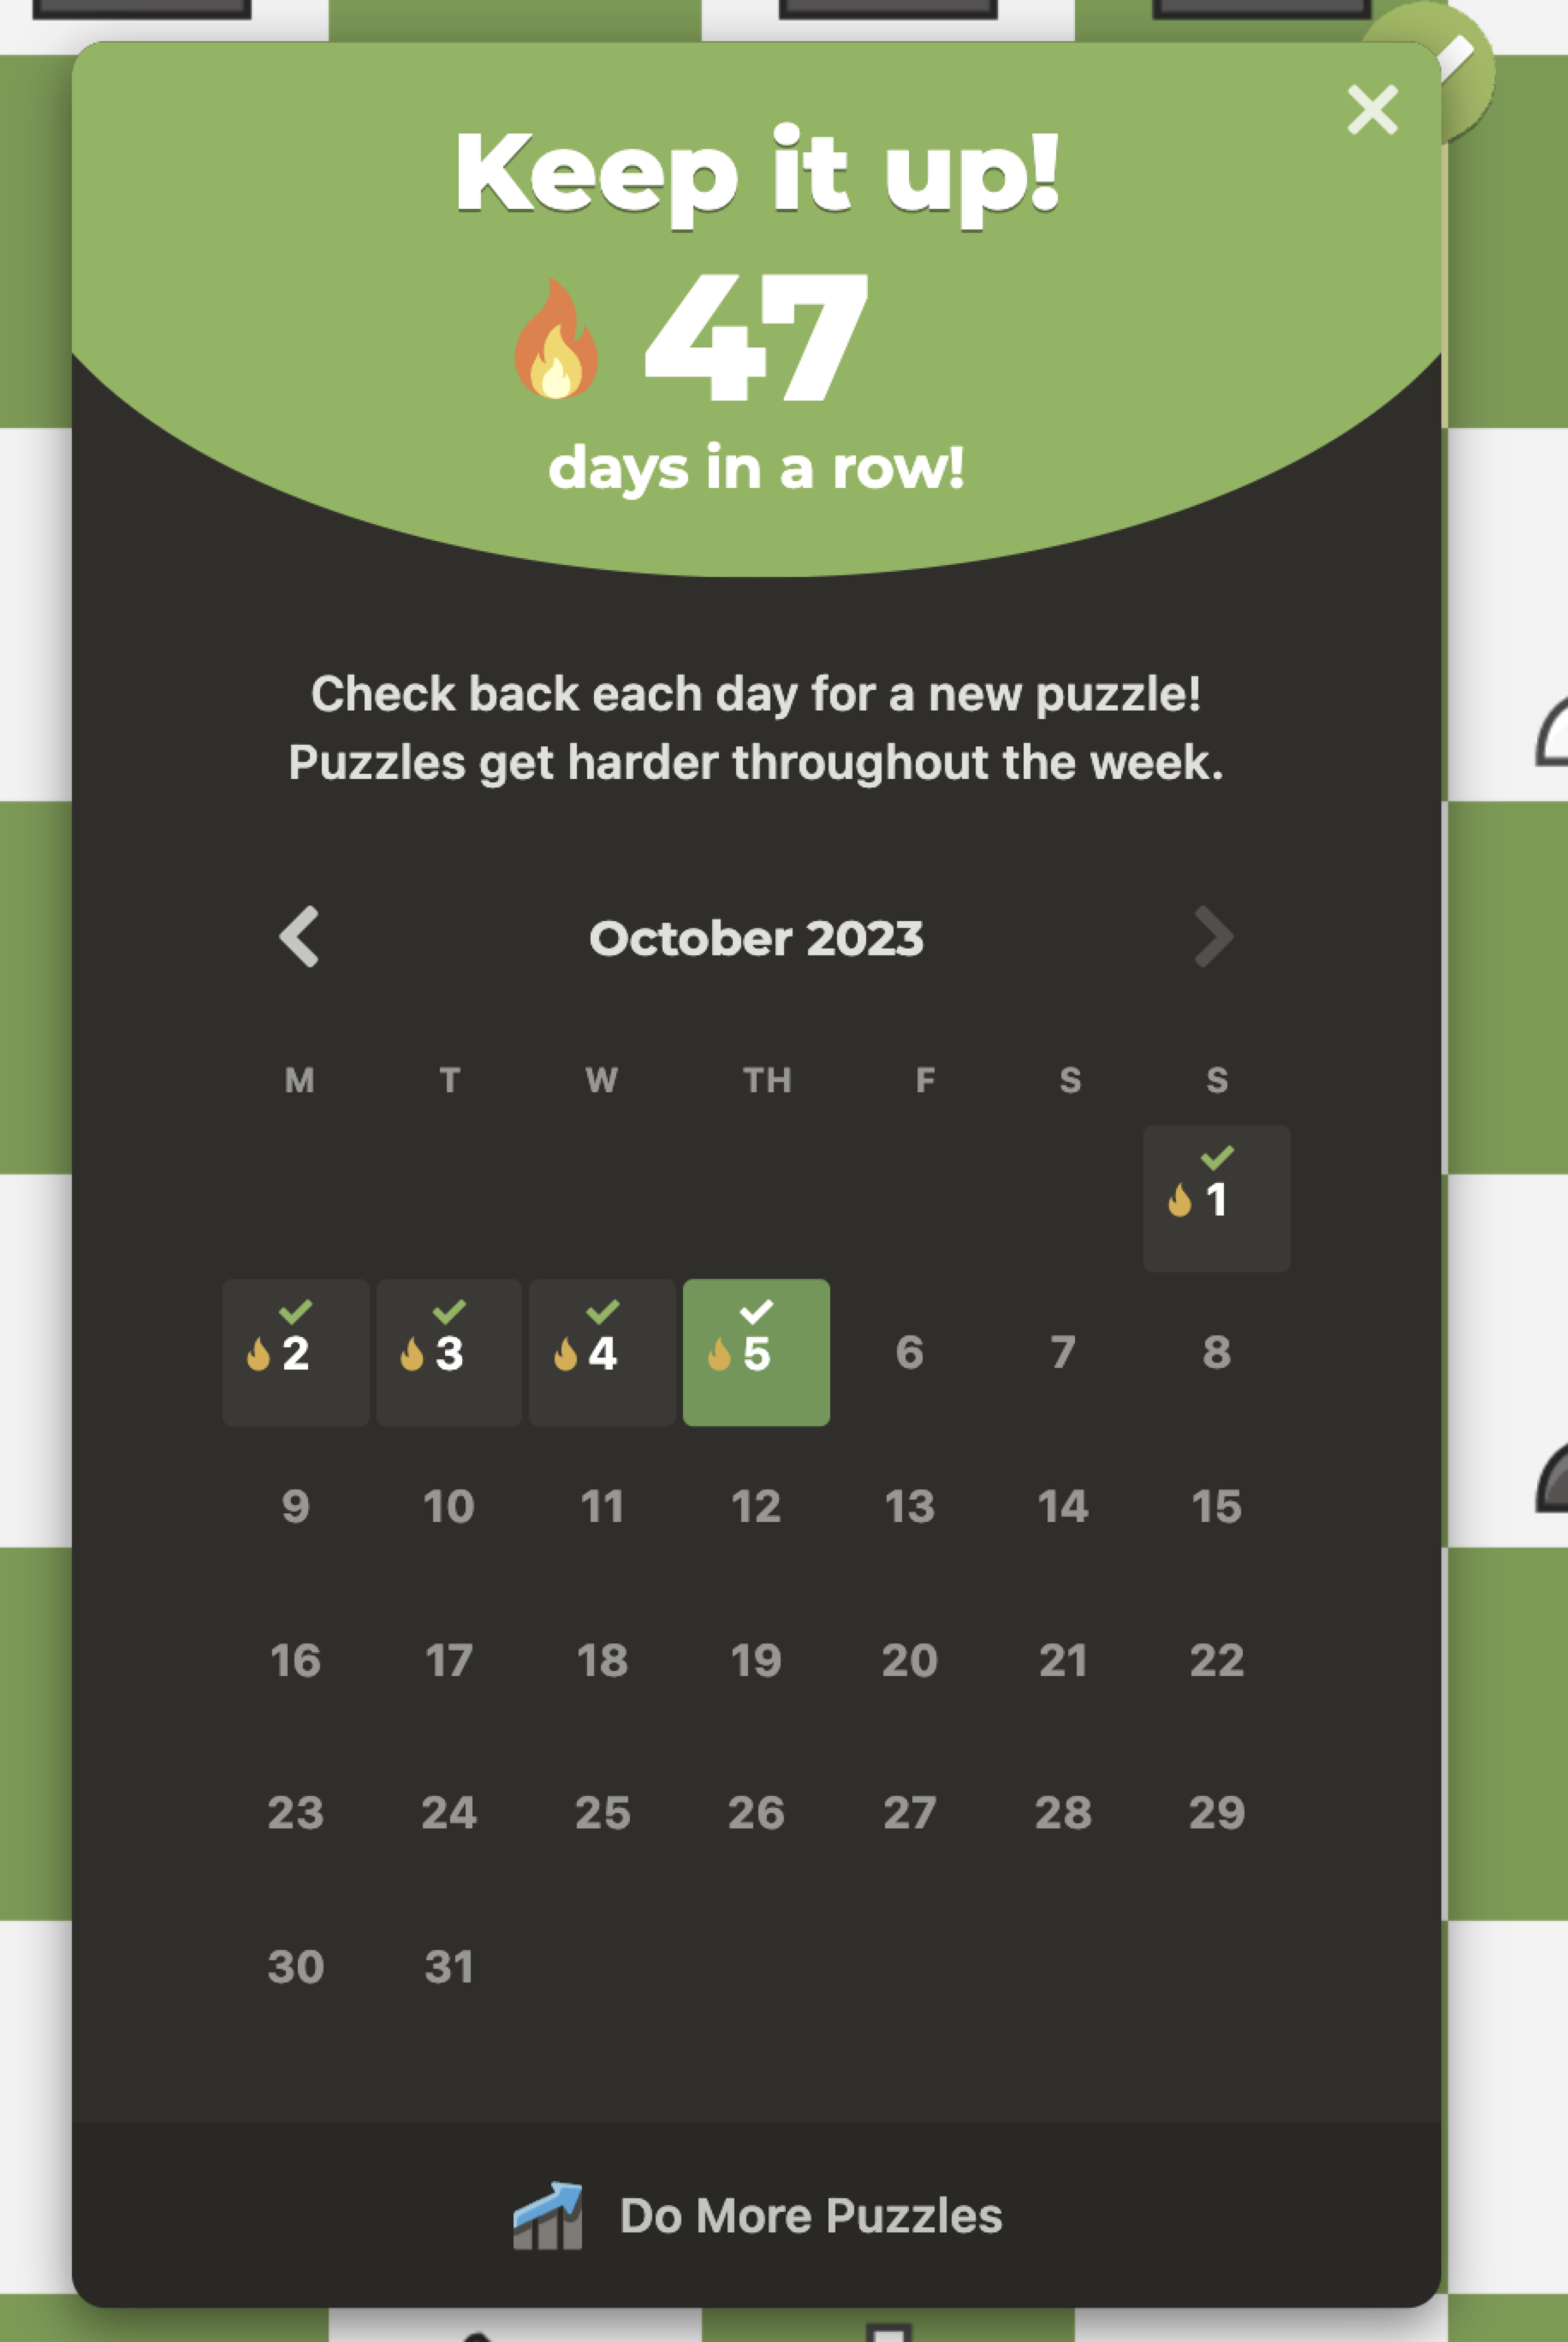 Keep it up!
47
days in a row!
Check back each day for a new puzzle!
Puzzles get harder throughout the week.
October 2023
M T W TH F S S
1
2 3 4 5 6 7 8
9 10 11 12 13 14 15
16 17 18 19 20 21 22
23 24 25 26 27 28 29
30 31
Do More Puzzles